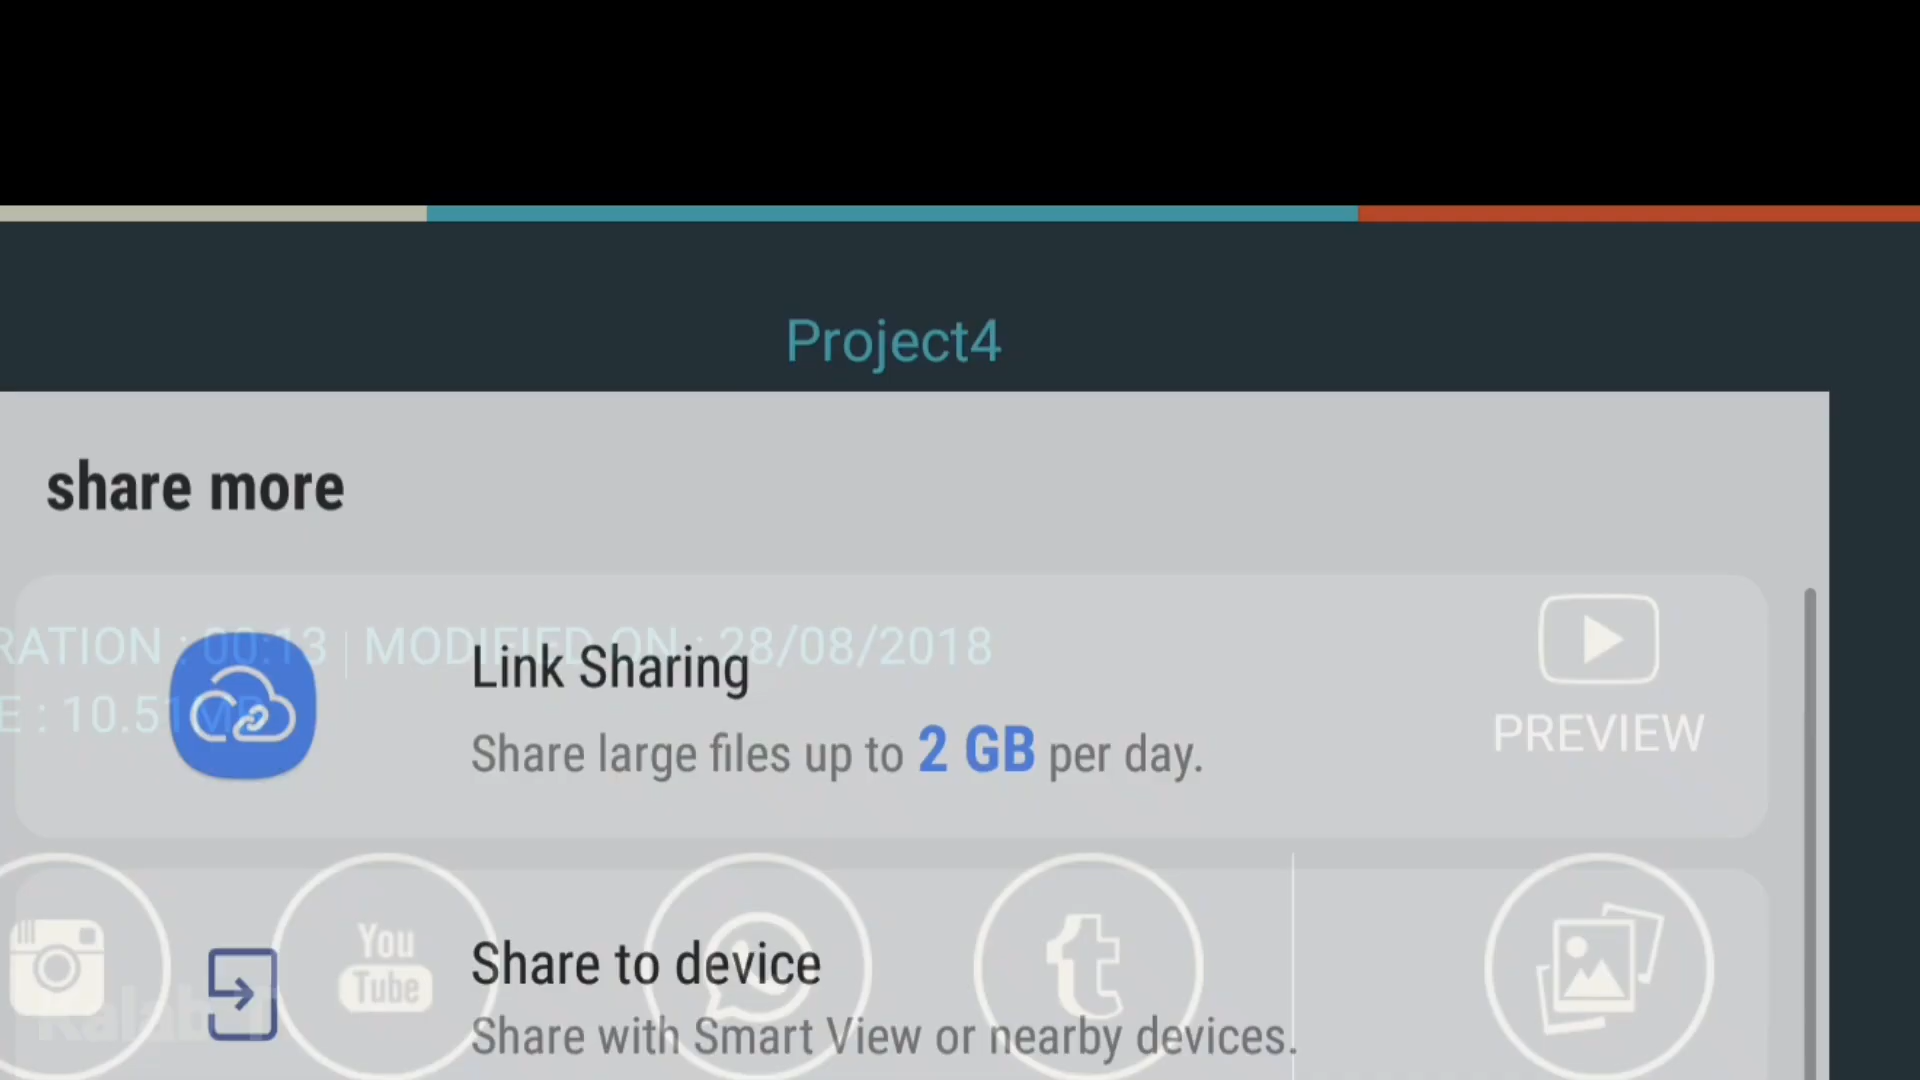 Project4
share more
RATION : 00:13 | MODIFIED ON : 28/08/2018
Link Sharing
E : 10.51 MB
PREVIEW
Share large files up to 2 GB per day.
You
Tube
Share to device
Share with Smart View or nearby devices.